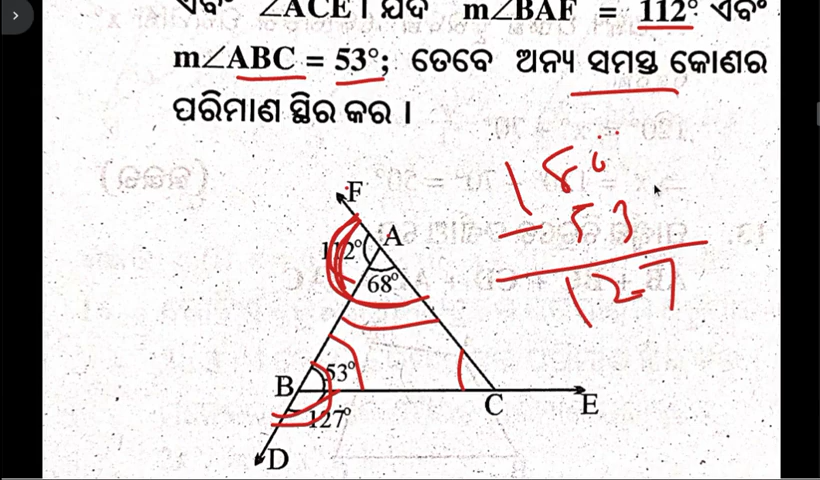 ଏବଂ ∠ACE । ଯଦି m∠BAF = 112° ଏବଂ
m∠ABC = 53°; ତେବେ ଅନ୍ୟ ସମସ୍ତ କୋଣର
ପରିମାଣ ସ୍ଥିର କର ।
180
- 53
127
F
A
112°
68°
B
53°
C
E
127°
D